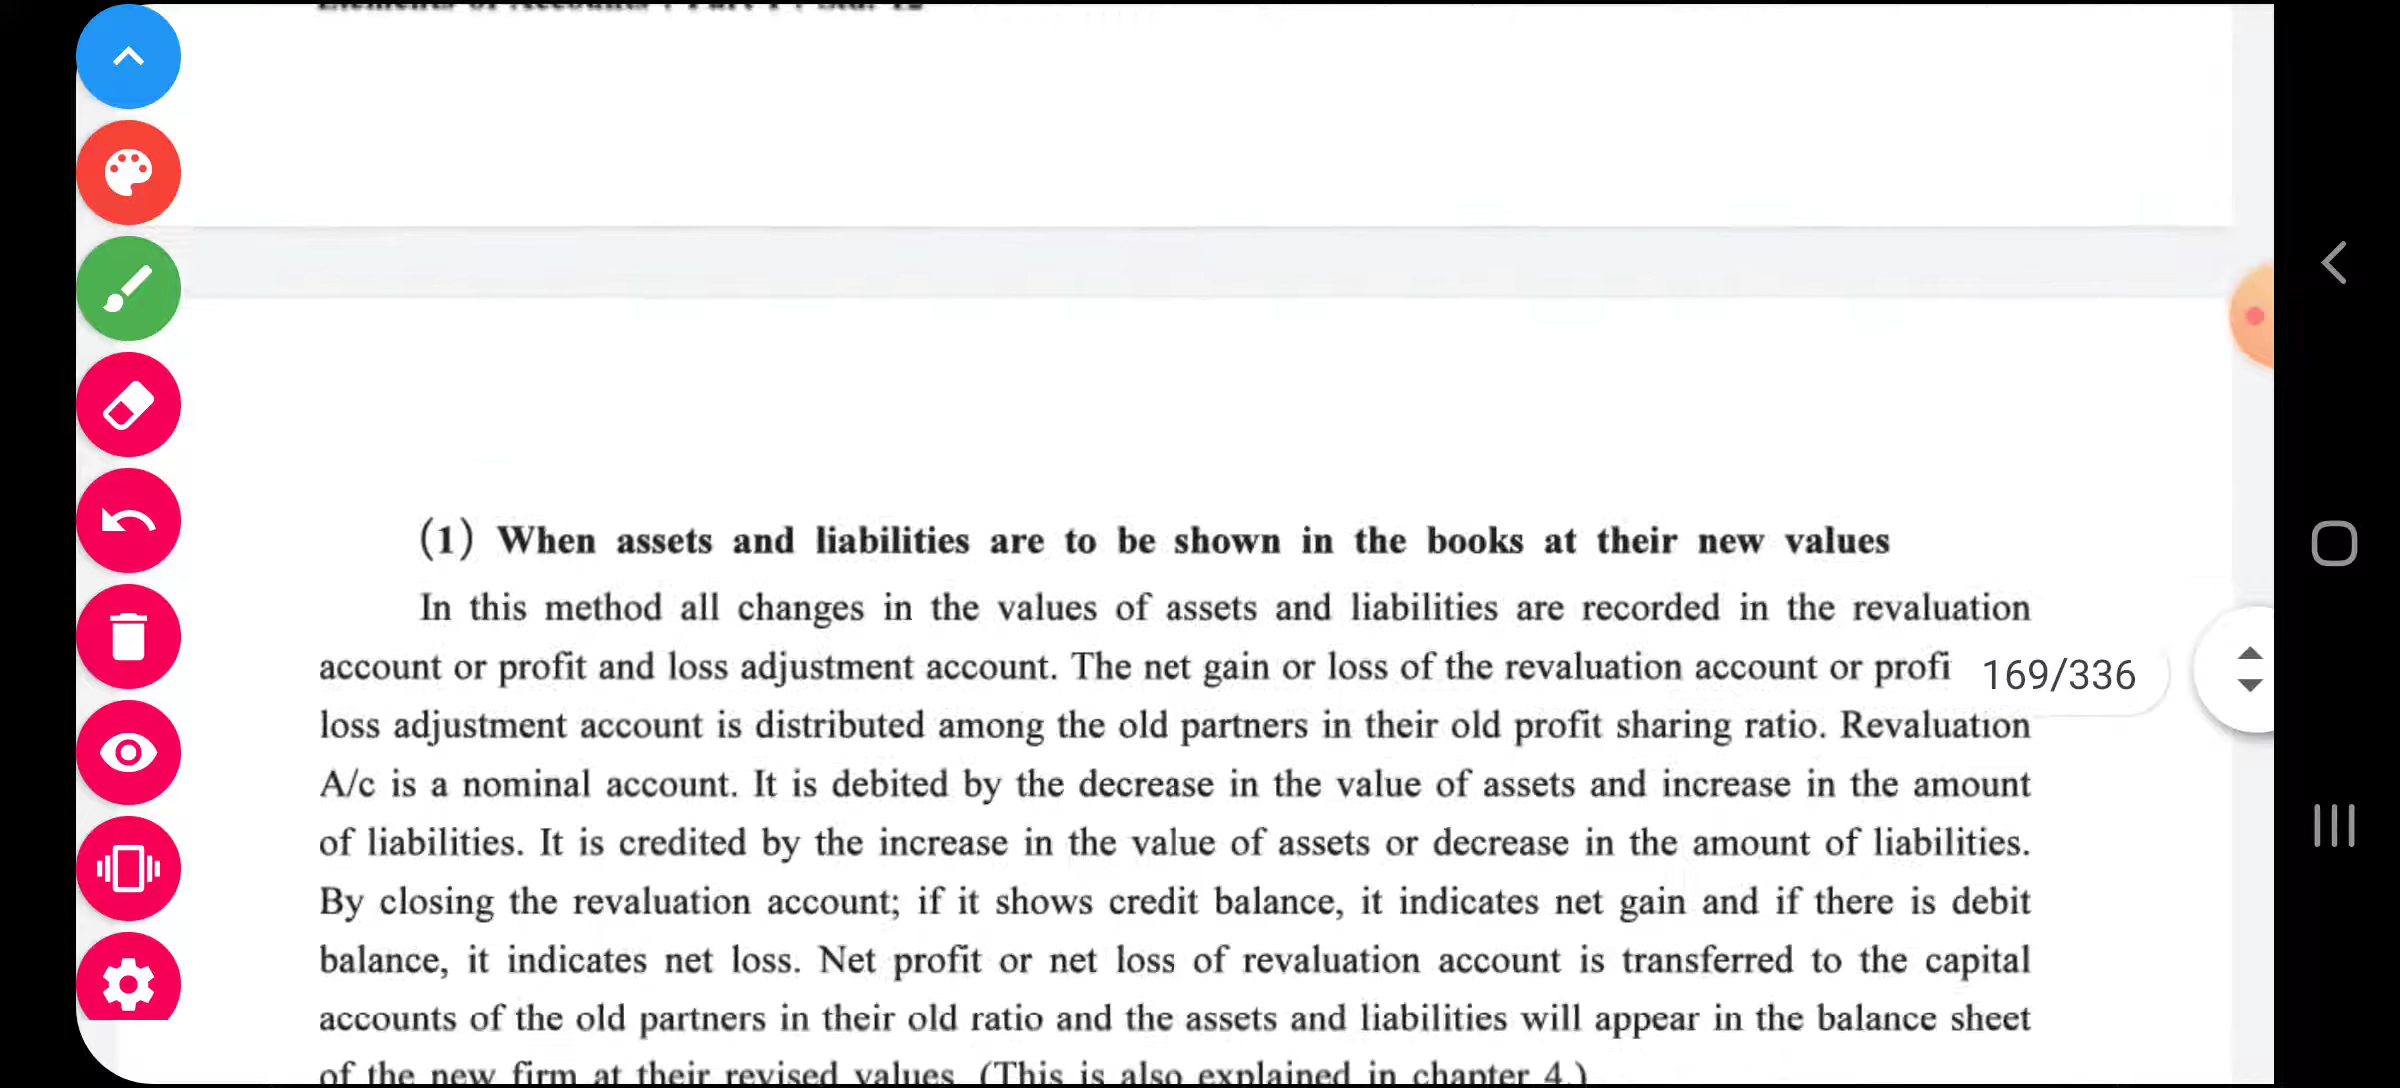 Elements of Accounts : Part 1 : Std. 12
(1) When assets and liabilities are to be shown in the books at their new values
In this method all changes in the values of assets and liabilities are recorded in the revaluation
account or profit and loss adjustment account. The net gain or loss of the revaluation account or profi
169/336
loss adjustment account is distributed among the old partners in their old profit sharing ratio. Revaluation
A/c is a nominal account. It is debited by the decrease in the value of assets and increase in the amount
of liabilities. It is credited by the increase in the value of assets or decrease in the amount of liabilities.
By closing the revaluation account; if it shows credit balance, it indicates net gain and if there is debit
balance, it indicates net loss. Net profit or net loss of revaluation account is transferred to the capital
accounts of the old partners in their old ratio and the assets and liabilities will appear in the balance sheet
of the new firm at their revised values. (This is also explained in chapter 4.)